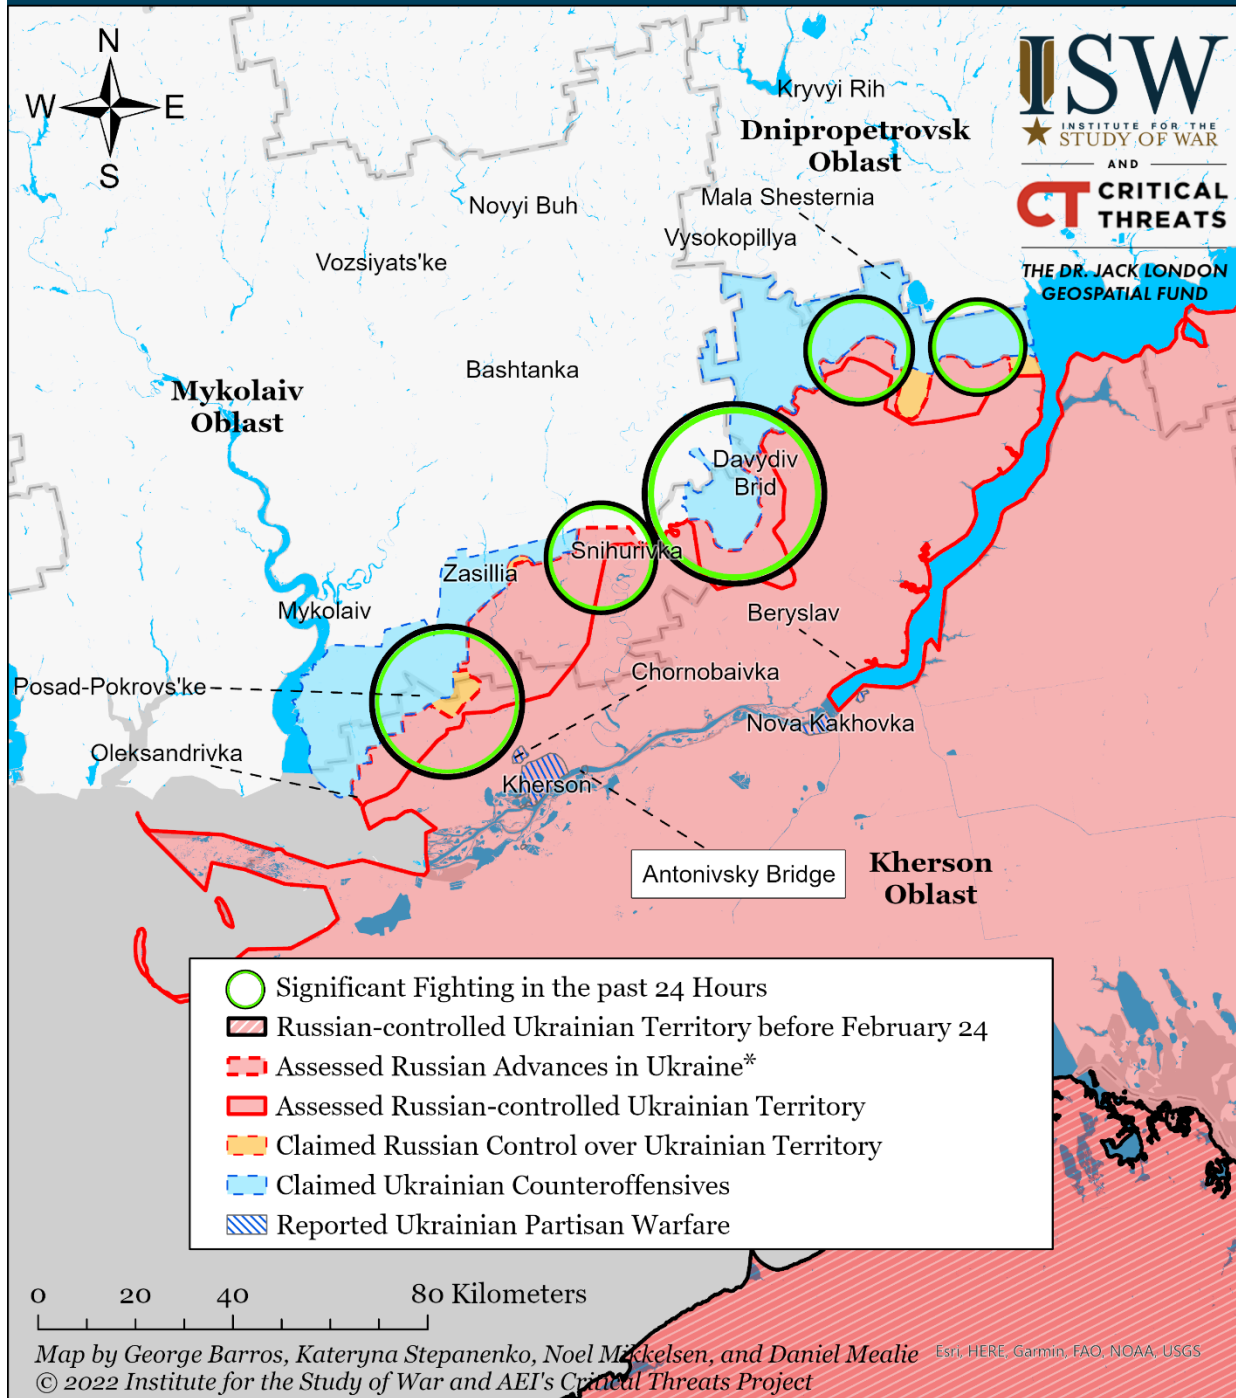 N
W E
S
ISW
INSTITUTE FOR THE
STUDY OF WAR
AND
CT CRITICAL
THREATS
THE DR. JACK LONDON
GEOSPATIAL FUND
Kryvyi Rih
Dnipropetrovsk
Oblast
Mala Shesternia
Novyi Buh
Vysokopillya
Vozsiyats'ke
Bashtanka
Mykolaiv
Oblast
Davydiv
Brid
Snihurivka
Zasillia
Mykolaiv
Beryslav
Chornobaivka
Posad-Pokrovs'ke
Nova Kakhovka
Oleksandrivka
Kherson
Antonivsky Bridge
Kherson
Oblast
Significant Fighting in the past 24 Hours
Russian-controlled Ukrainian Territory before February 24
Assessed Russian Advances in Ukraine*
Assessed Russian-controlled Ukrainian Territory
Claimed Russian Control over Ukrainian Territory
Claimed Ukrainian Counteroffensives
Reported Ukrainian Partisan Warfare
0 20 40 80 Kilometers
Map by George Barros, Kateryna Stepanenko, Noel Mikkelsen, and Daniel Mealie
Esri, HERE, Garmin, FAO, NOAA, USGS
© 2022 Institute for the Study of War and AEI's Critical Threats Project